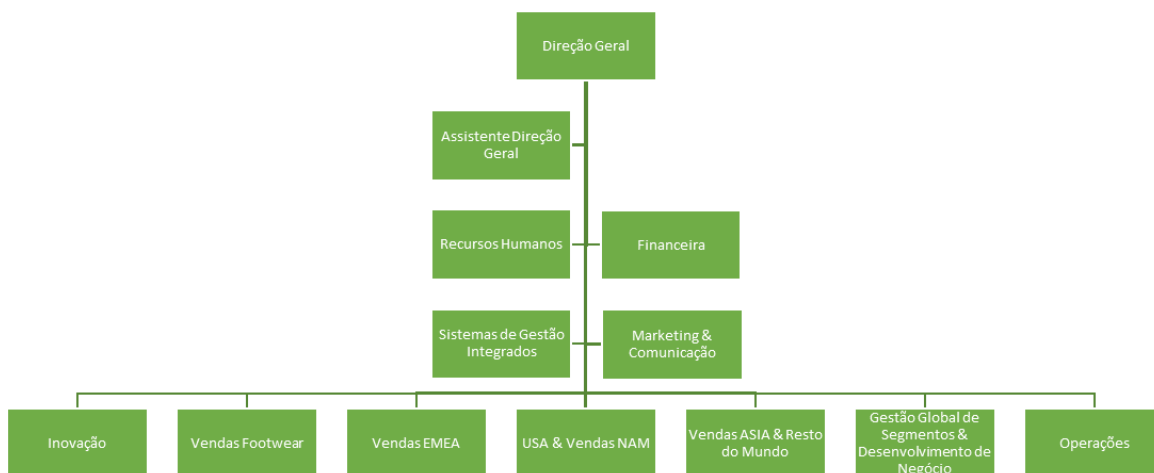 Direção Geral
Assistente Direção
Geral
Recursos Humanos
Financeira
Sistemas de Gestão
Integrados
Marketing &
Comunicação
Inovação
Vendas Footwear
Vendas EMEA
USA & Vendas NAM
Vendas ASIA & Resto
do Mundo
Gestão Global de
Segmentos &
Desenvolvimento de
Negócio
Operações